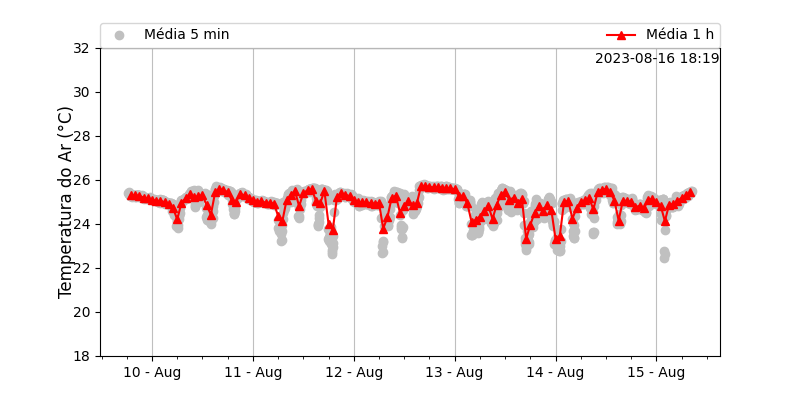 Média 5 min
Média 1 h
2023-08-16 18:19
Temperatura do Ar (°C)
32
30
28
26
24
22
20
18
10 - Aug
11 - Aug
12 - Aug
13 - Aug
14 - Aug
15 - Aug